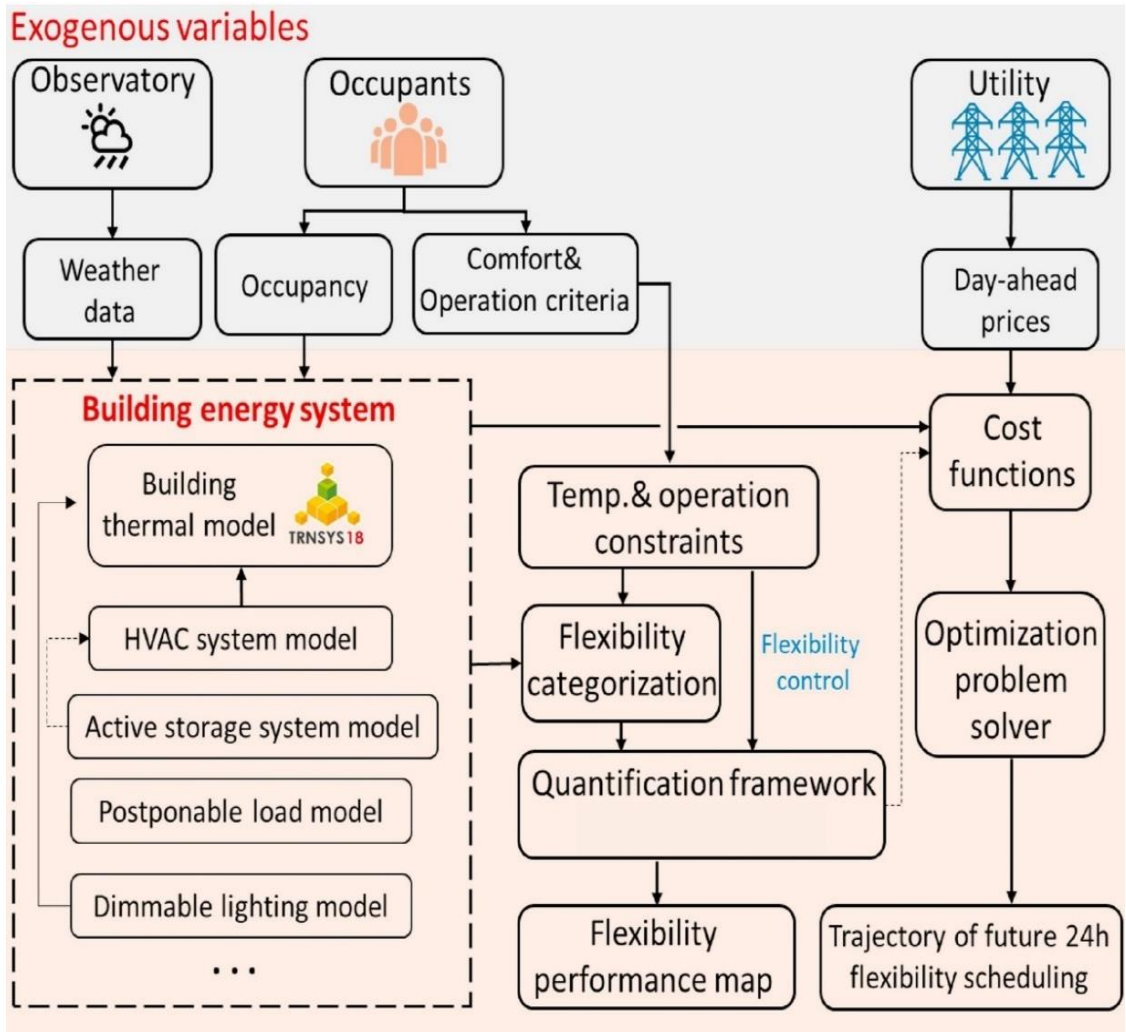 Exogenous variables
Observatory
Occupants
Utility
Weather
data
Occupancy
Comfort&
Operation criteria
Day-ahead
prices
Building energy system
Building
thermal model
TRNSYS18
HVAC system model
Active storage system model
Postponable load model
Dimmable lighting model
...
Temp.& operation
constraints
Flexibility
categorization
Flexibility
control
Quantification framework
Flexibility
performance map
Cost
functions
Optimization
problem
solver
Trajectory of future 24h
flexibility scheduling